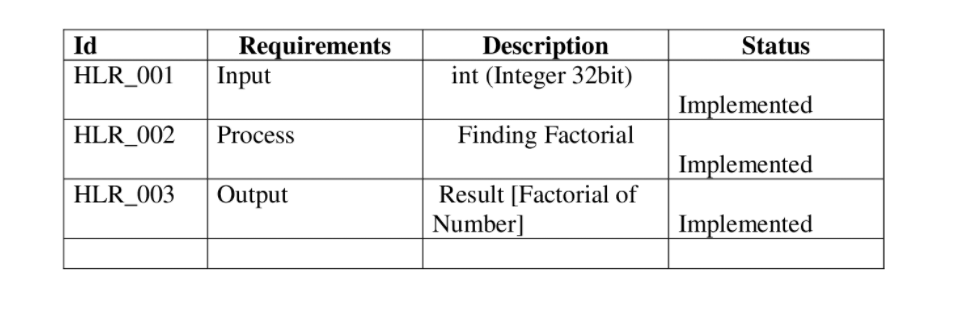 Id Requirements Description Status
HLR_001 Input int (Integer 32bit)
Implemented
HLR_002 Process Finding Factorial
Implemented
HLR_003 Output Result [Factorial of
Number] Implemented